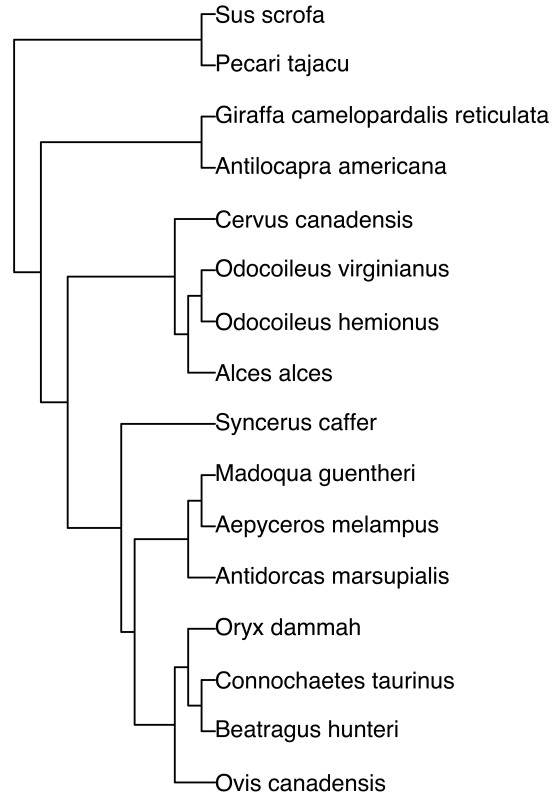 Sus scrofa
Pecari tajacu
Giraffa camelopardalis reticulata
Antilocapra americana
Cervus canadensis
Odocoileus virginianus
Odocoileus hemionus
Alces alces
Syncerus caffer
Madoqua guentheri
Aepyceros melampus
Antidorcas marsupialis
Oryx dammah
Connochaetes taurinus
Beatragus hunteri
Ovis canadensis